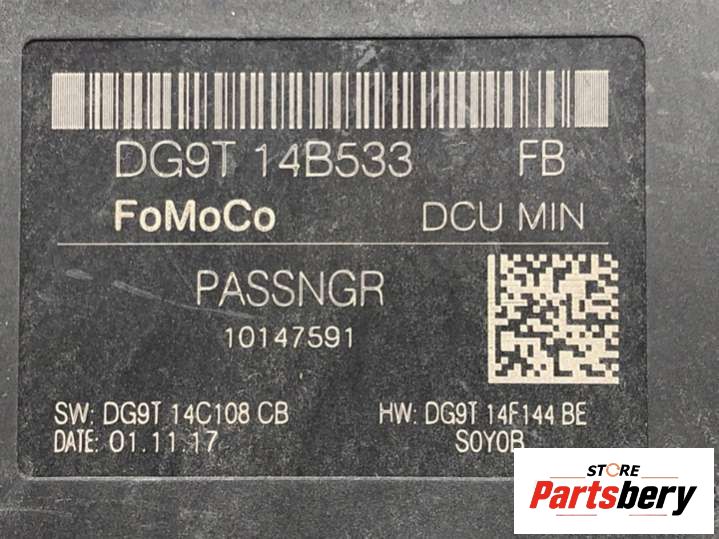 DG9T 14B533 FB
FoMoCo DCU MIN
PASSNGR
10147591
SW: DG9T 14C108 CB HW: DG9T 14F144 BE
DATE: 01.11.17 S0Y0B
STORE
Partsbery